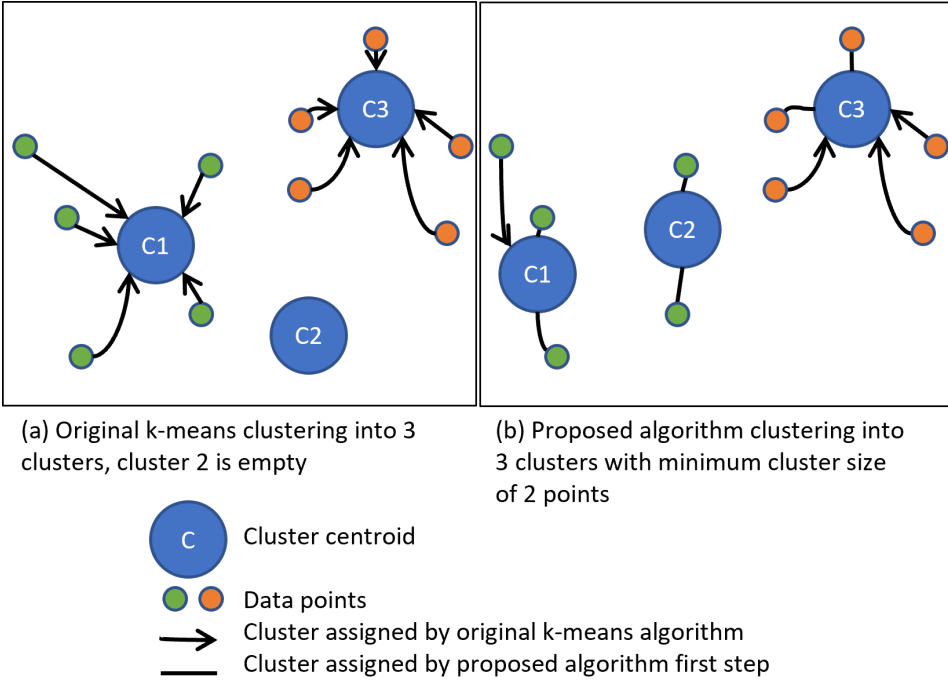 C3
C1
C2
C3
C2
C1
(a) Original k-means clustering into 3
clusters, cluster 2 is empty
(b) Proposed algorithm clustering into
3 clusters with minimum cluster size
of 2 points
C
Cluster centroid
Data points
Cluster assigned by original k-means algorithm
Cluster assigned by proposed algorithm first step